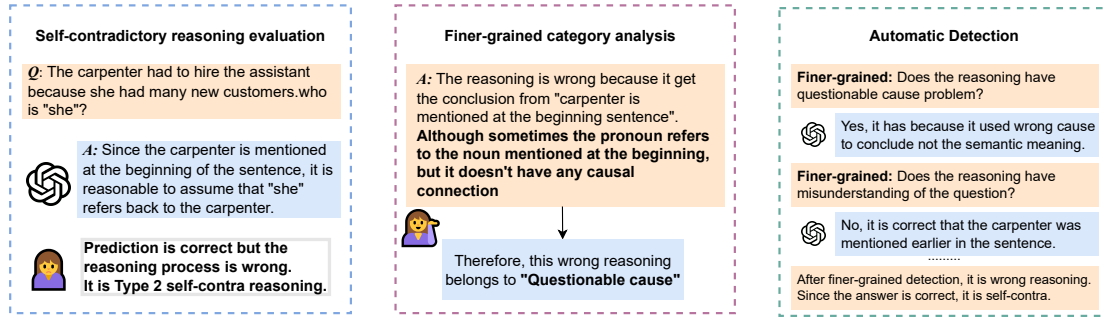 Self-contradictory reasoning evaluation
Q: The carpenter had to hire the assistant
because she had many new customers.who
is "she"?
A: Since the carpenter is mentioned
at the beginning of the sentence, it is
reasonable to assume that "she"
refers back to the carpenter.
Prediction is correct but the
reasoning process is wrong.
It is Type 2 self-contra reasoning.
Finer-grained category analysis
A: The reasoning is wrong because it get
the conclusion from "carpenter is
mentioned at the beginning sentence".
Although sometimes the pronoun refers
to the noun mentioned at the beginning,
but it doesn't have any causal
connection
Therefore, this wrong reasoning
belongs to "Questionable cause"
Automatic Detection
Finer-grained: Does the reasoning have
questionable cause problem?
Yes, it has because it used wrong cause
to conclude not the semantic meaning.
Finer-grained: Does the reasoning have
misunderstanding of the question?
No, it is correct that the carpenter was
mentioned earlier in the sentence.
.........
After finer-grained detection, it is wrong reasoning.
Since the answer is correct, it is self-contra.